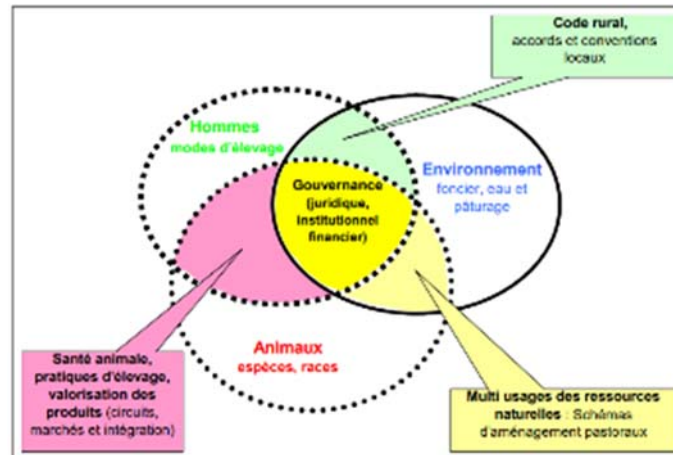 Code rural,
accords et conventions
locaux
Hommes
modes d'élevage
Environnement
foncier, eau et
pâturage
Gouvernance
(juridique,
institutionnel
financier)
Animaux
espèces, races
Santé animale,
pratiques d'élevage,
valorisation des
produits (circuits,
marchés et intégration)
Multi usages des ressources
naturelles : Schémas
d'aménagement pastoraux